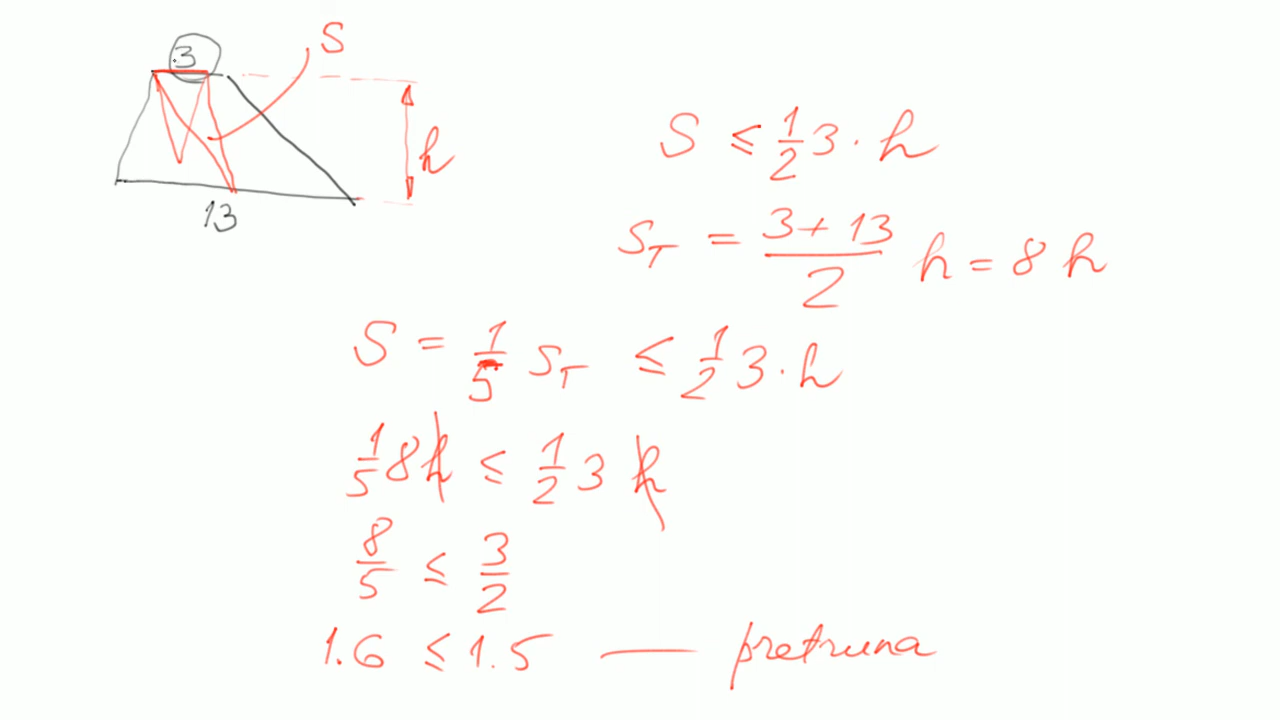 3
S
h
13
S ≤ 1/2 3 · h
S_T = (3 + 13)/2 h = 8 h
S = 1/5 S_T ≤ 1/2 3 · h
1/5 8h ≤ 1/2 3 h
8/5 ≤ 3/2
1.6 ≤ 1.5 — pretruna